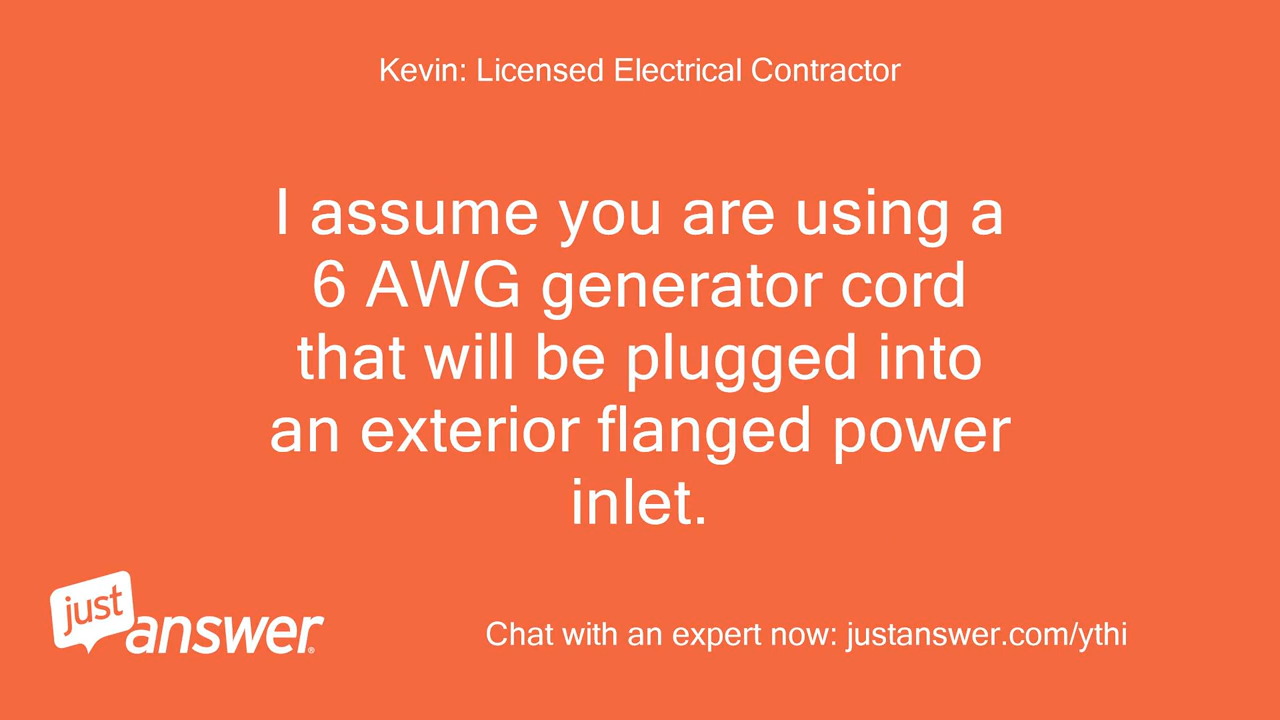 Kevin: Licensed Electrical Contractor
I assume you are using a
6 AWG generator cord
that will be plugged into
an exterior flanged power
inlet.
just
answer®
Chat with an expert now: justanswer.com/ythi